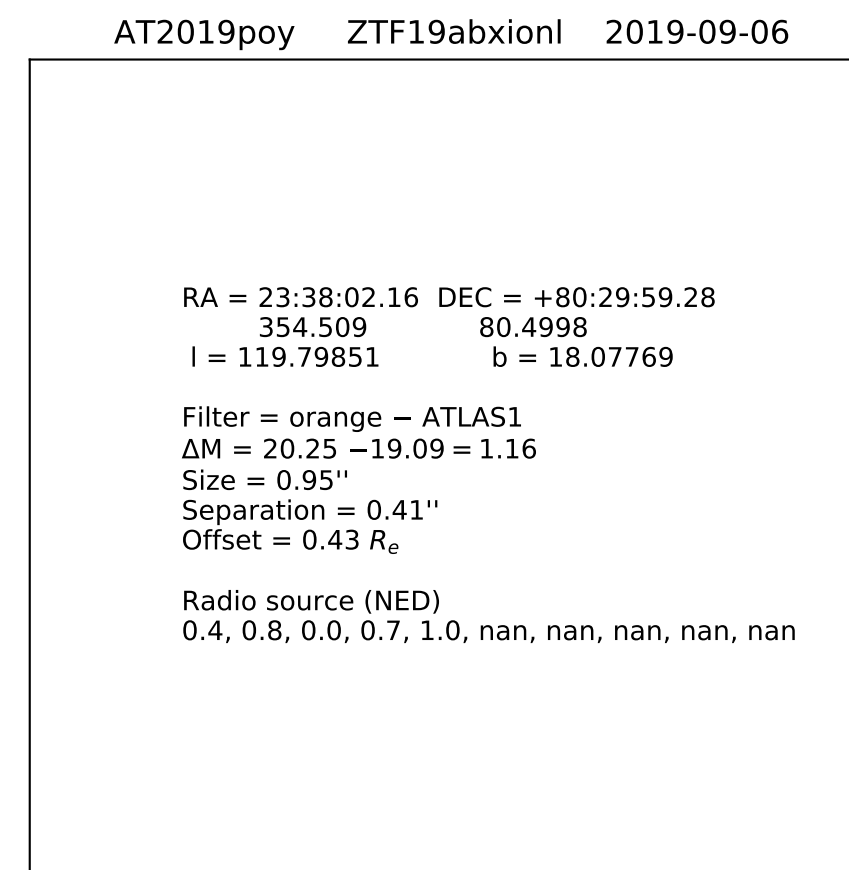 AT2019poy ZTF19abxionl 2019-09-06
RA = 23:38:02.16 DEC = +80:29:59.28
354.509 80.4998
l = 119.79851 b = 18.07769
Filter = orange − ATLAS1
ΔM = 20.25 −19.09 = 1.16
Size = 0.95''
Separation = 0.41''
Offset = 0.43 Rₑ
Radio source (NED)
0.4, 0.8, 0.0, 0.7, 1.0, nan, nan, nan, nan, nan